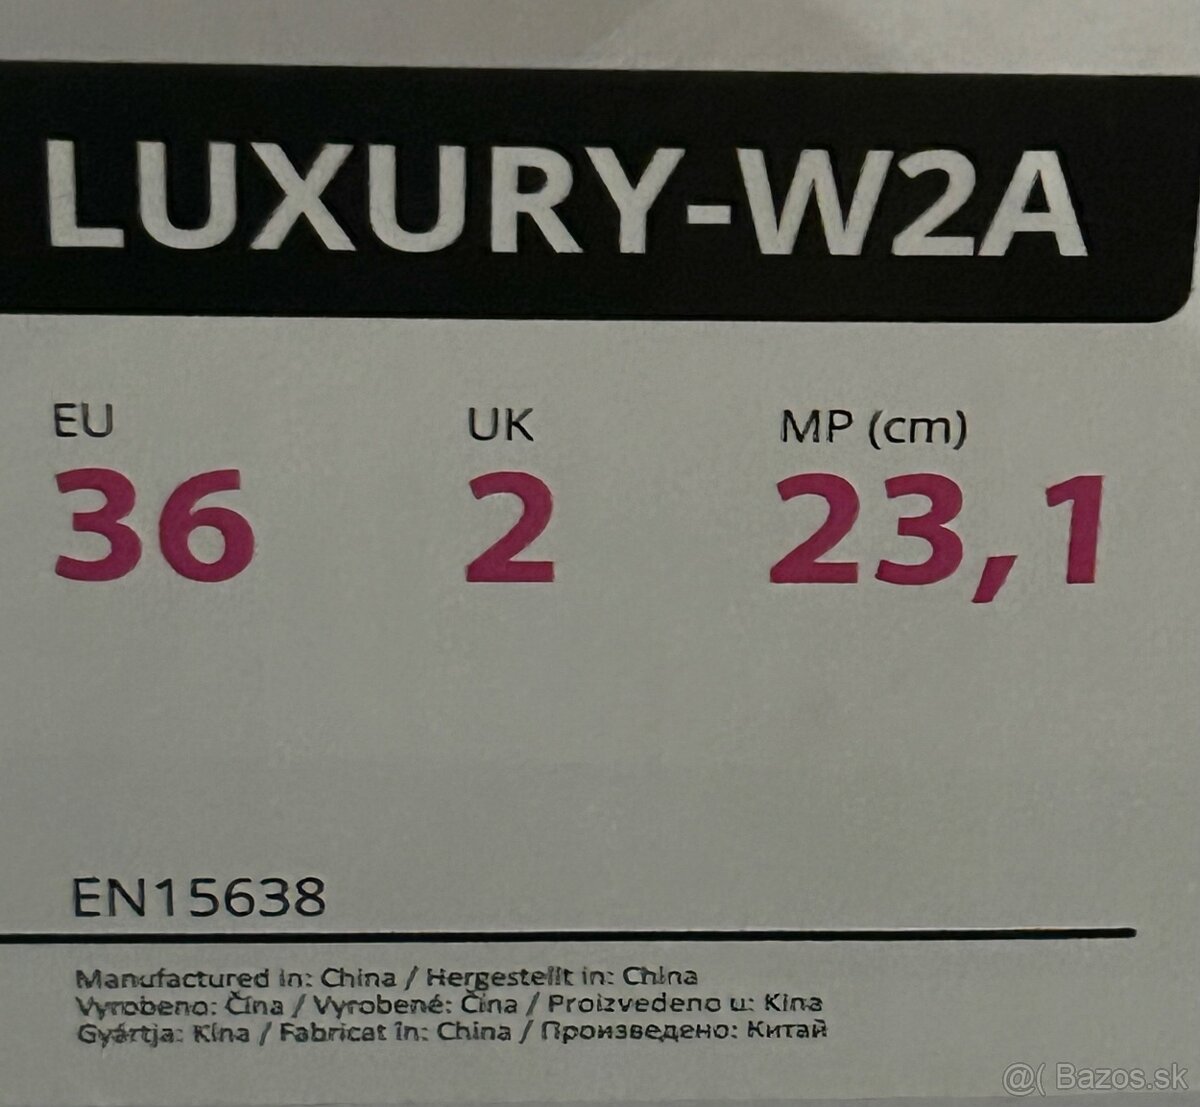 LUXURY-W2A
EU UK MP (cm)
36 2 23,1
EN15638
Manufactured in: China / Hergestellt in: China
Vyrobeno: Čína / Vyrobené: Čína / Proizvedeno u: Kina
Gyártja: Kína / Fabricat în: China / Произведено: Китай
@( Bazos.sk